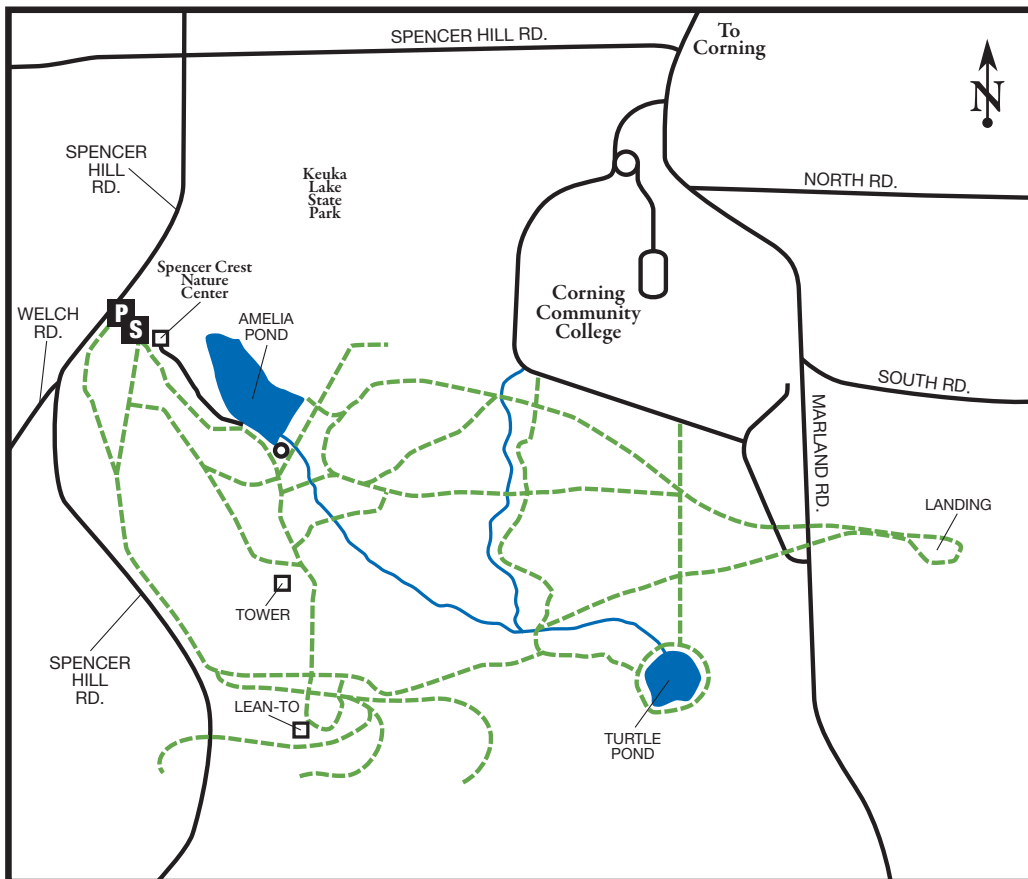 To
Corning
SPENCER HILL RD.
N
SPENCER
HILL
RD.
Keuka
Lake
State
Park
NORTH RD.
Spencer Crest
Nature
Center
P
S
WELCH
RD.
AMELIA
POND
Corning
Community
College
SOUTH RD.
MARLAND RD.
LANDING
TOWER
SPENCER
HILL
RD.
LEAN-TO
TURTLE
POND